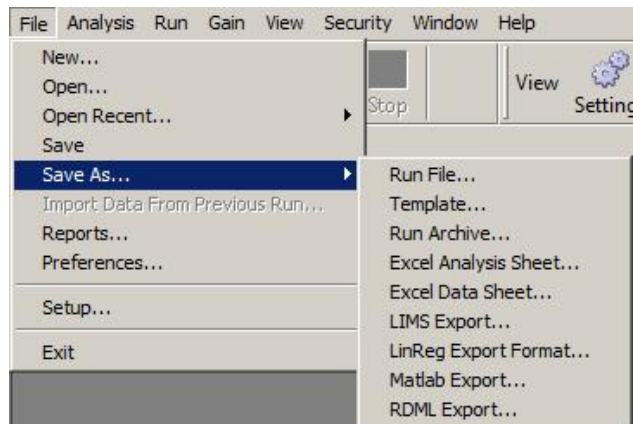 File Analysis Run Gain View Security Window Help
New...
Open...
Open Recent...
Save
Save As...
Import Data From Previous Run...
Reports...
Preferences...
Setup...
Exit
Stop
View
Setting
Run File...
Template...
Run Archive...
Excel Analysis Sheet...
Excel Data Sheet...
LIMS Export...
LinReg Export Format...
Matlab Export...
RDML Export...